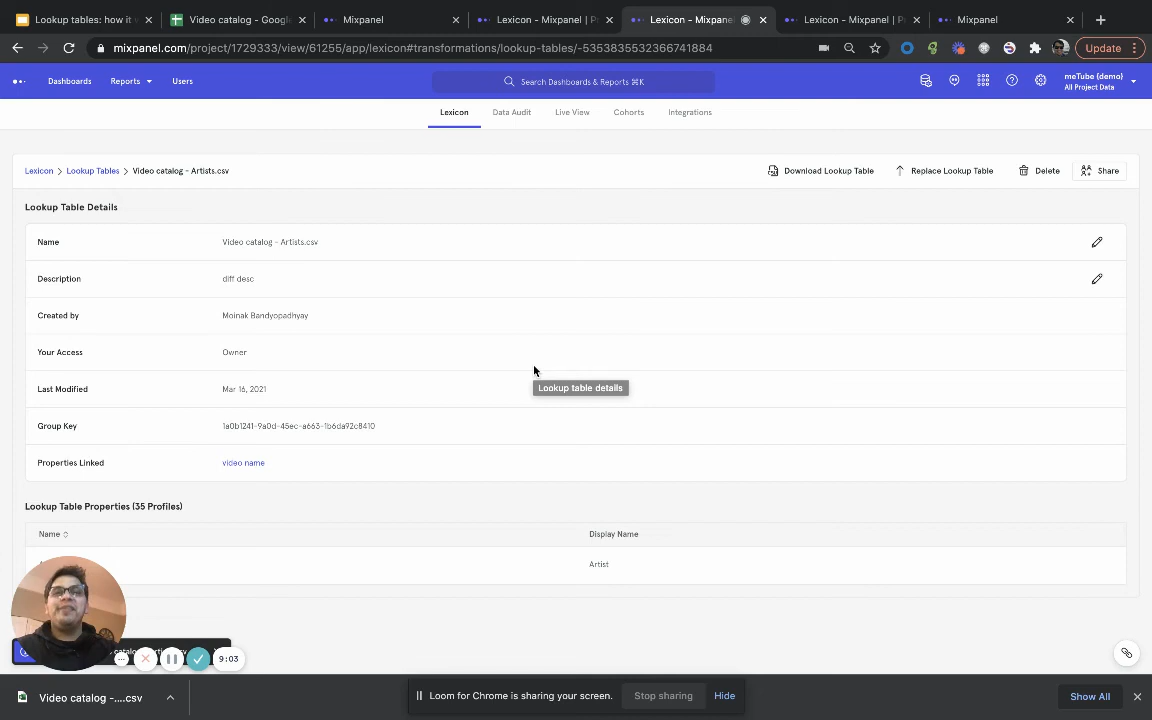 Lookup tables: how it w
Video catalog - Google
Mixpanel
Lexicon - Mixpanel | P
Lexicon - Mixpane
Lexicon - Mixpanel | P
Mixpanel
mixpanel.com/project/1729333/view/61255/app/lexicon#transformations/lookup-tables/-5353835532366741884
Update
Dashboards
Reports
Users
Search Dashboards & Reports ⌘K
meTube (demo)
All Project Data
Lexicon
Data Audit
Live View
Cohorts
Integrations
Lexicon > Lookup Tables > Video catalog - Artists.csv
Download Lookup Table
Replace Lookup Table
Delete
Share
Lookup Table Details
Name
Video catalog - Artists.csv
Description
diff desc
Created by
Moinak Bandyopadhyay
Your Access
Owner
Lookup table details
Last Modified
Mar 16, 2021
Group Key
1a0b1241-9a0d-45ec-a663-1b6da92c8410
Properties Linked
video name
Lookup Table Properties (35 Profiles)
Name
Display Name
Artist
9:03
Video catalog -....csv
Loom for Chrome is sharing your screen.
Stop sharing
Hide
Show All